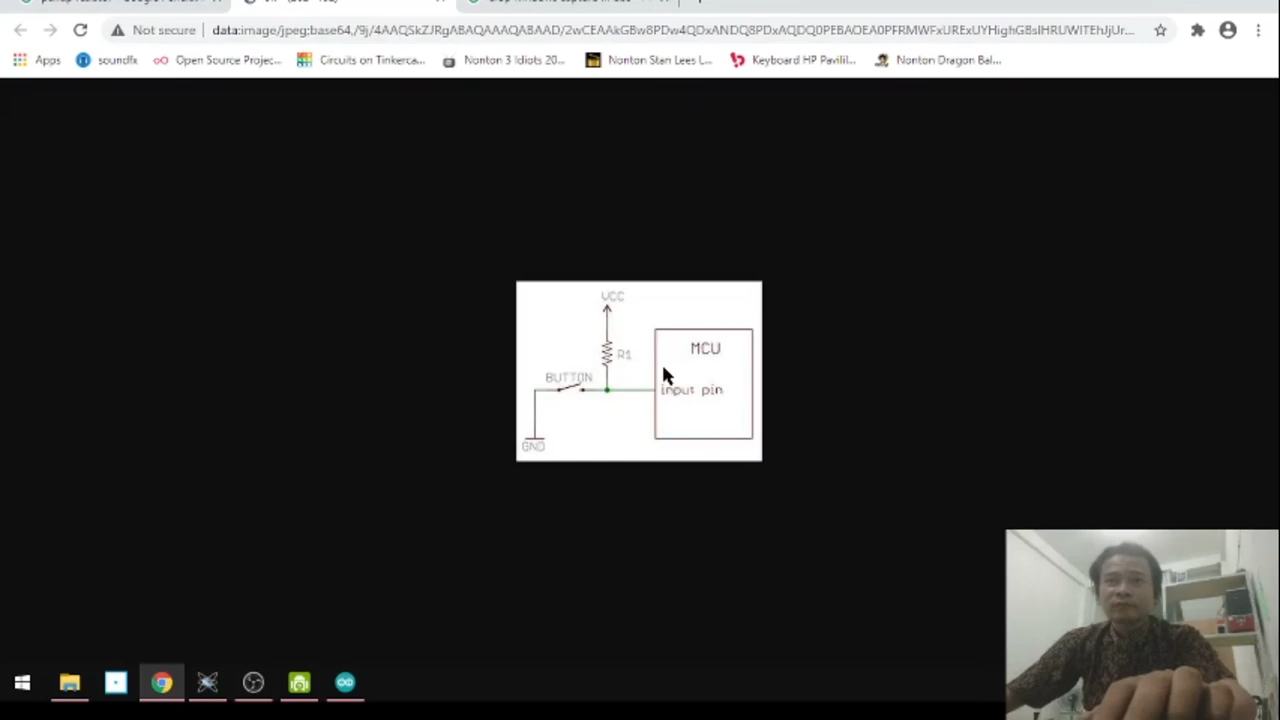 Not secure
data:image/jpeg;base64,/9j/4AAQSkZJRgABAQAAAQABAAD/2wCEAAkGBw8PDw4QDxANDQ8PDxAQDQ0PEBAOEA0PFRMWFxURExUYHighGBsIHRUWITEhJjUr...
Apps
soundfx
Open Source Projec...
Circuits on Tinkerca...
Nonton 3 Idiots 20...
Nonton Stan Lees L...
Keyboard HP Pavilil...
Nonton Dragon Bal...
VCC
R1
MCU
BUTTON
input pin
GND